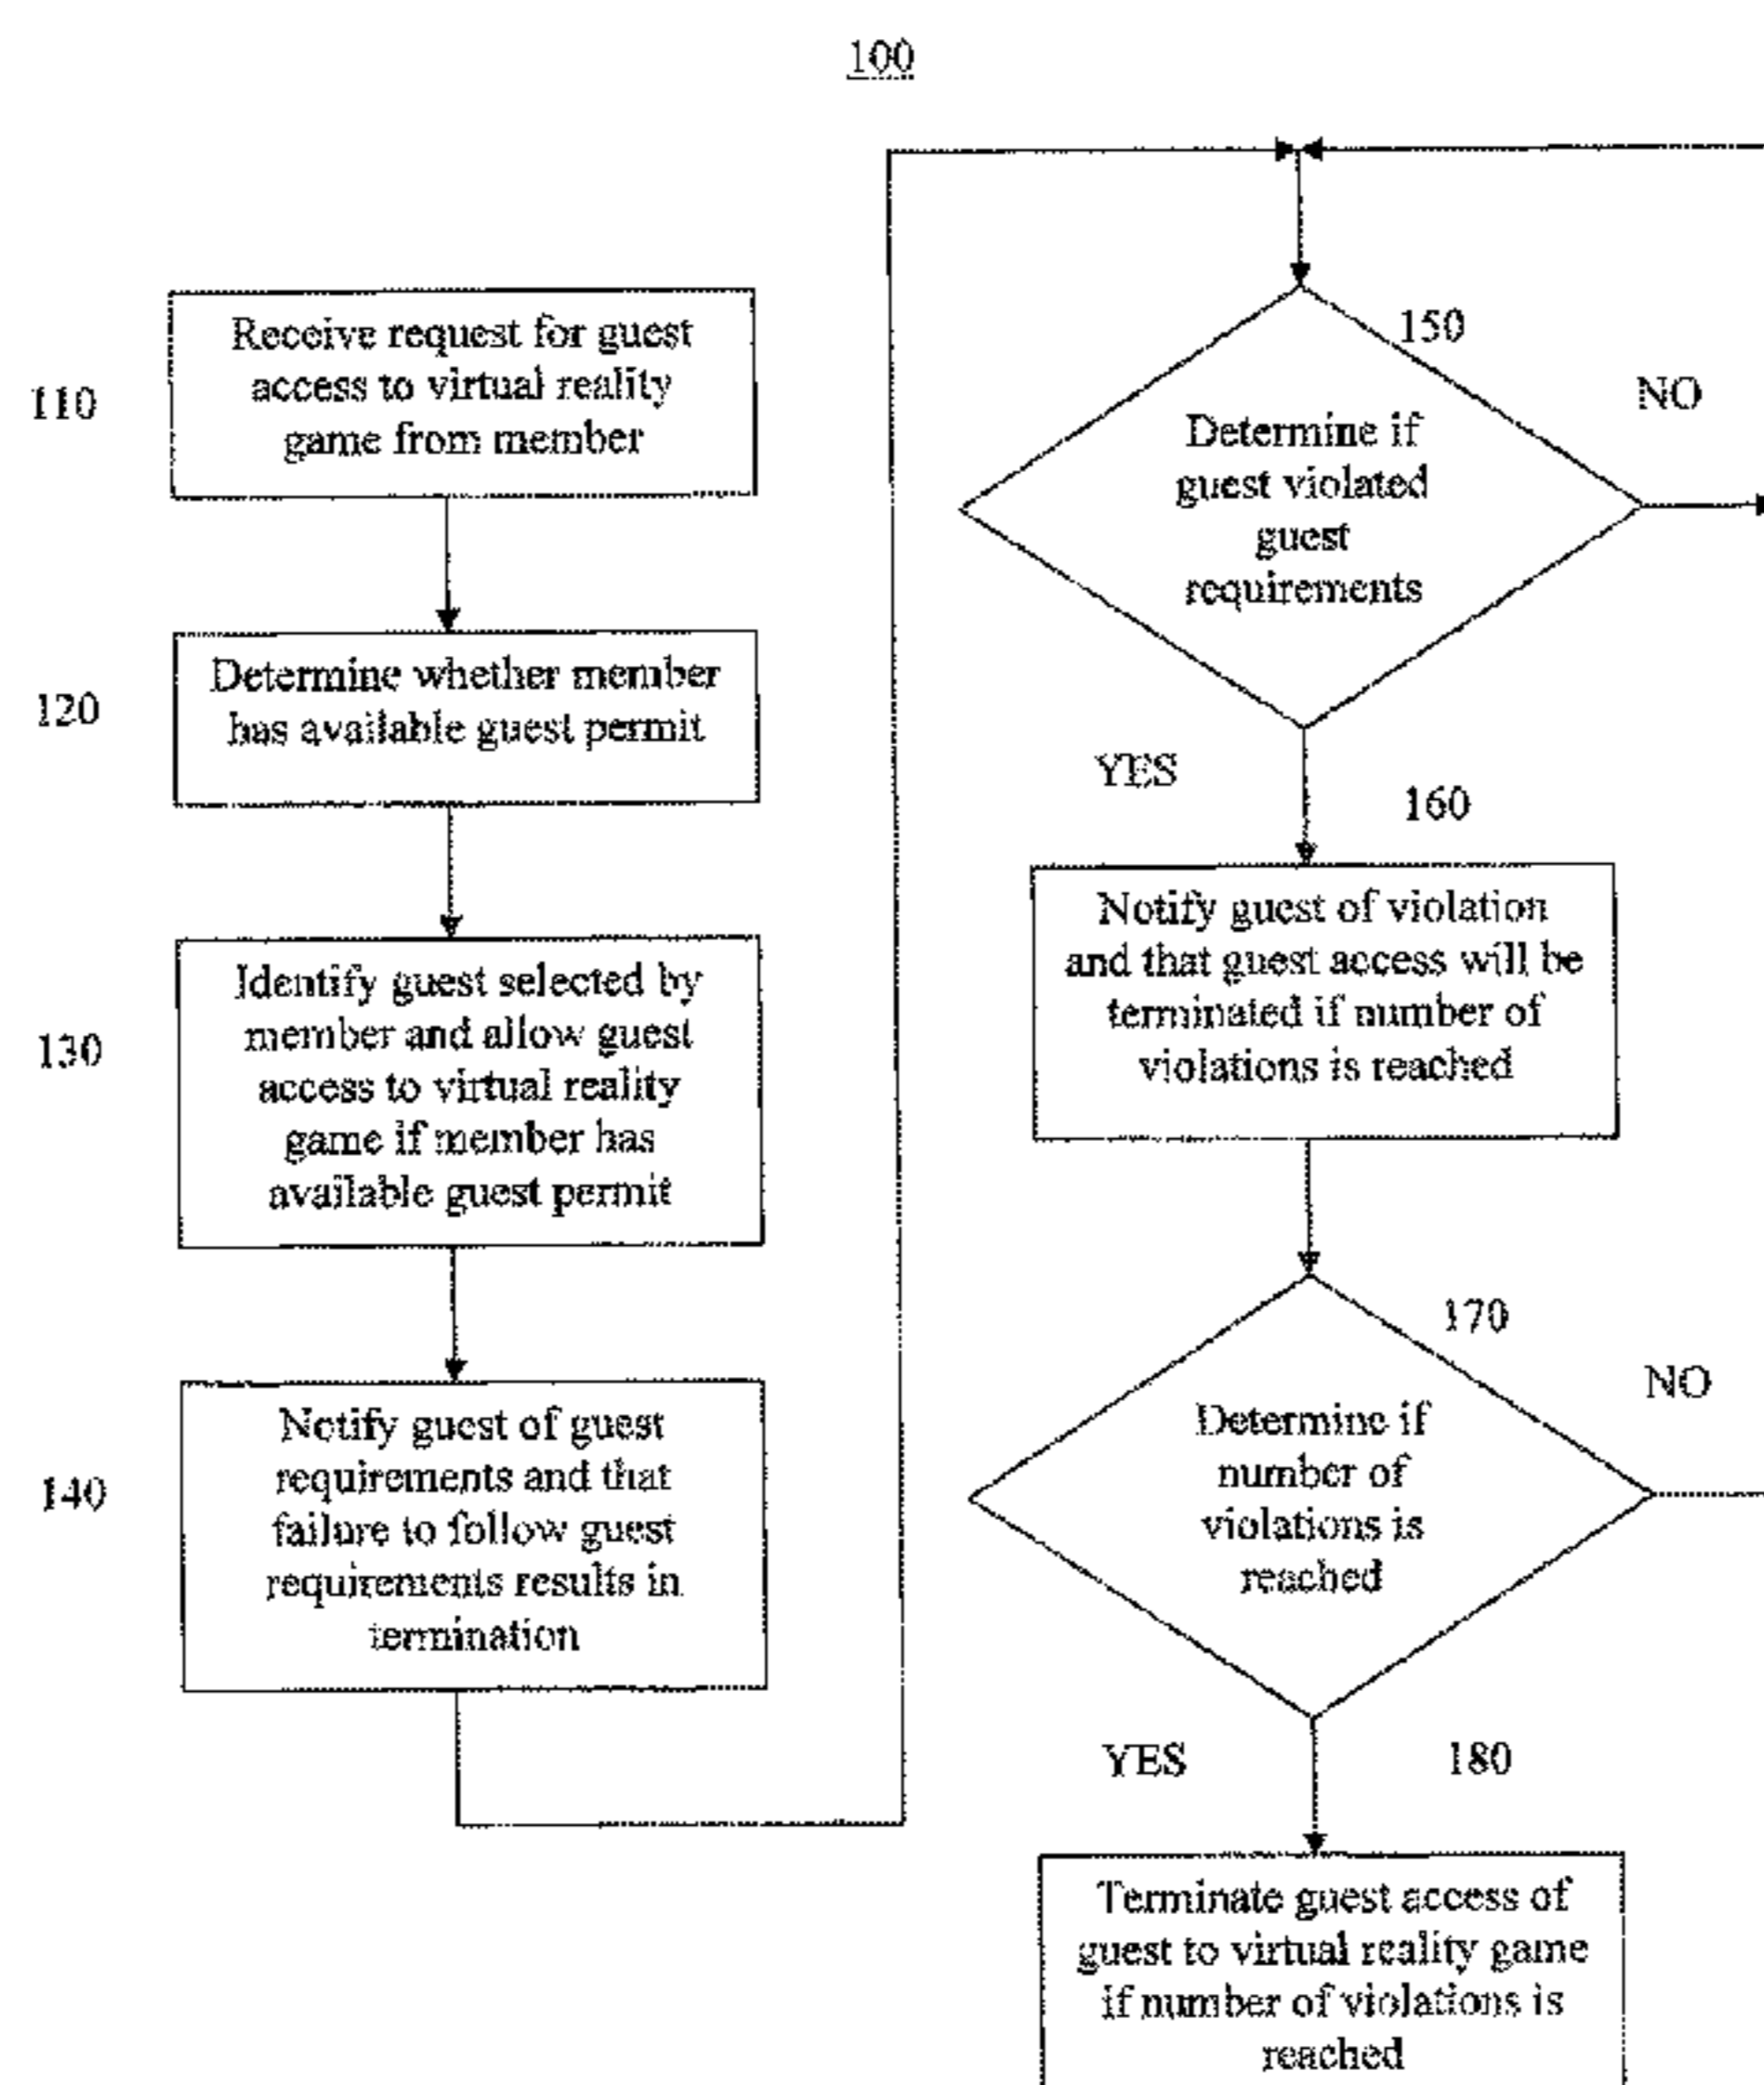 100
110
Receive request for guest
access to virtual reality
game from member
120
Determine whether member
has available guest permit
130
Identify guest selected by
member and allow guest
access to virtual reality
game if member has
available guest permit
140
Notify guest of guest
requirements and that
failure to follow guest
requirements results in
termination
150
NO
Determine if
guest violated
guest
requirements
YES
160
Notify guest of violation
and that guest access will be
terminated if number of
violations is reached
170
NO
Determine if
number of
violations is
reached
YES
180
Terminate guest access of
guest to virtual reality game
if number of violations is
reached